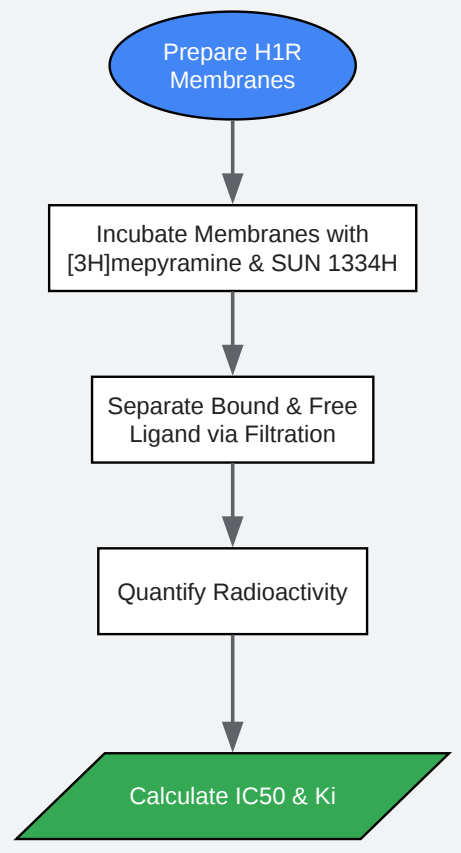 Prepare H1R
Membranes
Incubate Membranes with
[3H]mepyramine & SUN 1334H
Separate Bound & Free
Ligand via Filtration
Quantify Radioactivity
Calculate IC50 & Ki